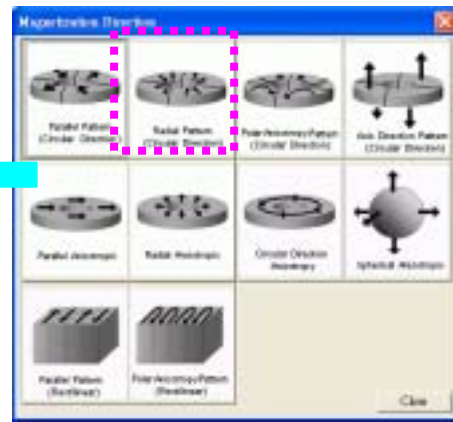 Magnetization Direction
Parallel Pattern
(Circular Direction)
Radial Pattern
(Circular Direction)
Polar Anisotropy Pattern
(Circular Direction)
Axis Direction Pattern
(Circular Direction)
Parallel Anisotropic
Radial Anisotropic
Circular Direction
Anisotropy
Spherical Anisotropic
Parallel Pattern
(Rectilinear)
Polar Anisotropy Pattern
(Rectilinear)
Close